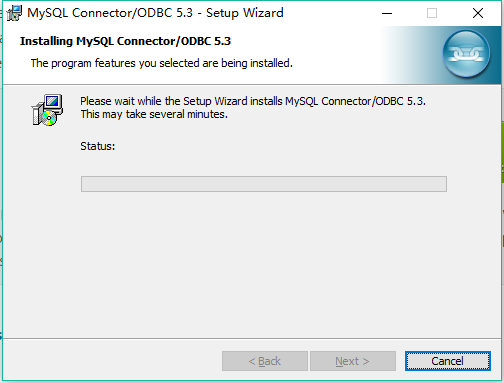 MySQL Connector/ODBC 5.3 - Setup Wizard
Installing MySQL Connector/ODBC 5.3
The program features you selected are being installed.
Please wait while the Setup Wizard installs MySQL Connector/ODBC 5.3.
This may take several minutes.
Status:
< Back Next > Cancel